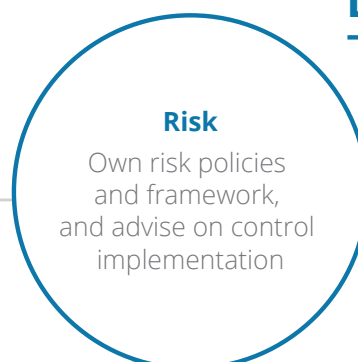 Risk
Own risk policies
and framework,
and advise on control
implementation